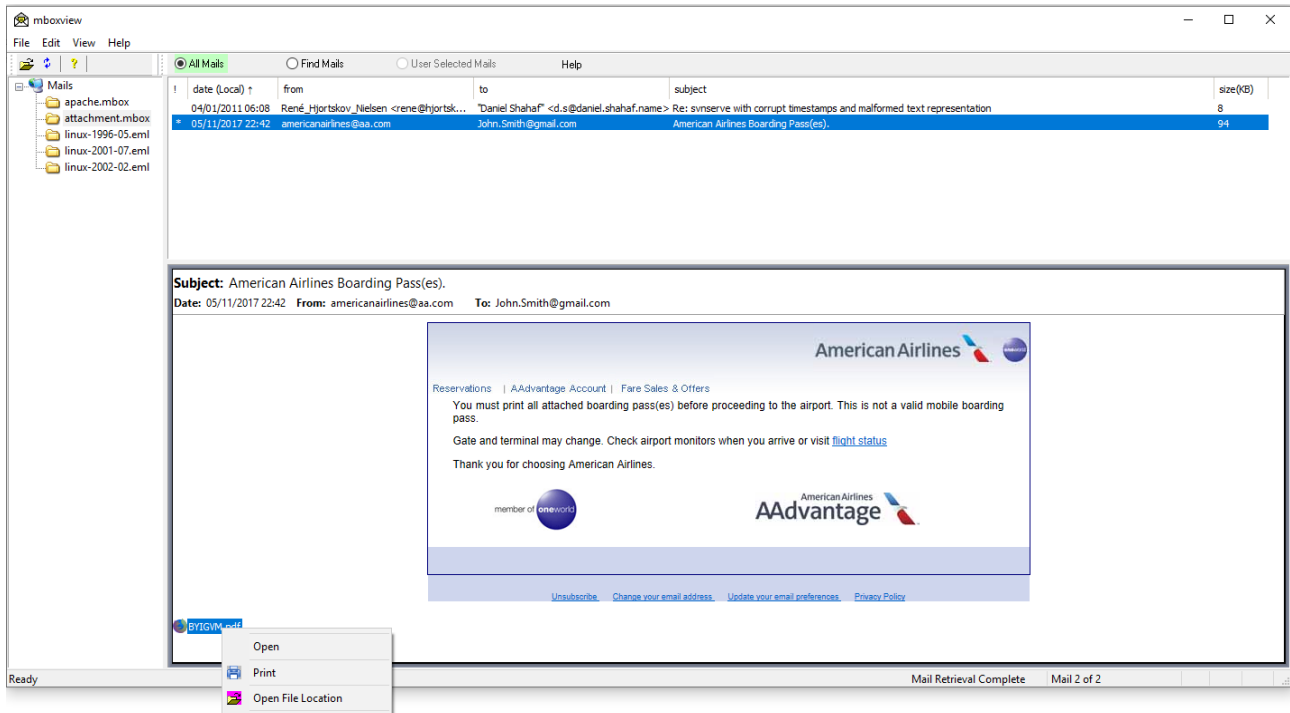 mboxview
File Edit View Help
All Mails Find Mails User Selected Mails Help
Mails
apache.mbox
attachment.mbox
linux-1996-05.eml
linux-2001-07.eml
linux-2002-02.eml
! date (Local) ↑ from to subject size(KB)
04/01/2011 06:08 René_Hjortskov_Nielsen <rene@hjortsk... "Daniel Shahaf" <d.s@daniel.shahaf.name> Re: svnserve with corrupt timestamps and malformed text representation 8
* 05/11/2017 22:42 americanairlines@aa.com John.Smith@gmail.com American Airlines Boarding Pass(es). 94
Subject: American Airlines Boarding Pass(es).
Date: 05/11/2017 22:42 From: americanairlines@aa.com To: John.Smith@gmail.com
American Airlines oneworld
Reservations | AAdvantage Account | Fare Sales & Offers
You must print all attached boarding pass(es) before proceeding to the airport. This is not a valid mobile boarding
pass.
Gate and terminal may change. Check airport monitors when you arrive or visit flight status
Thank you for choosing American Airlines.
member of oneworld
American Airlines
AAdvantage
Unsubscribe Change your email address Update your email preferences Privacy Policy
BYIGVM.pdf
Open
Print
Open File Location
Ready Mail Retrieval Complete Mail 2 of 2